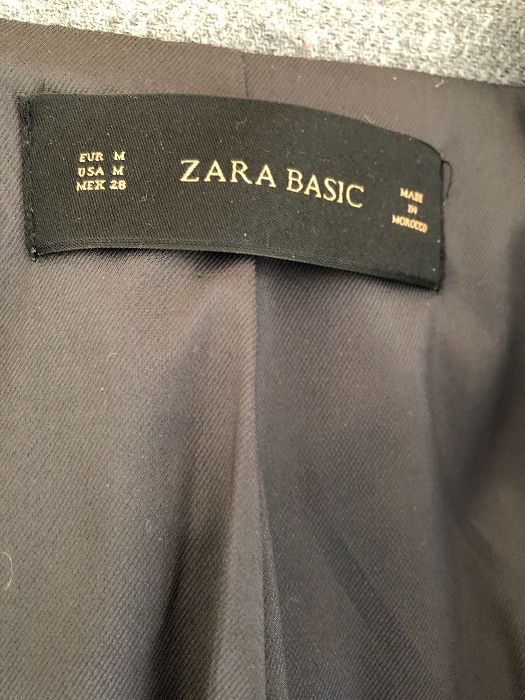 EUR M
USA M
MEX 28
ZARA BASIC
MADE
IN
MOROCCO